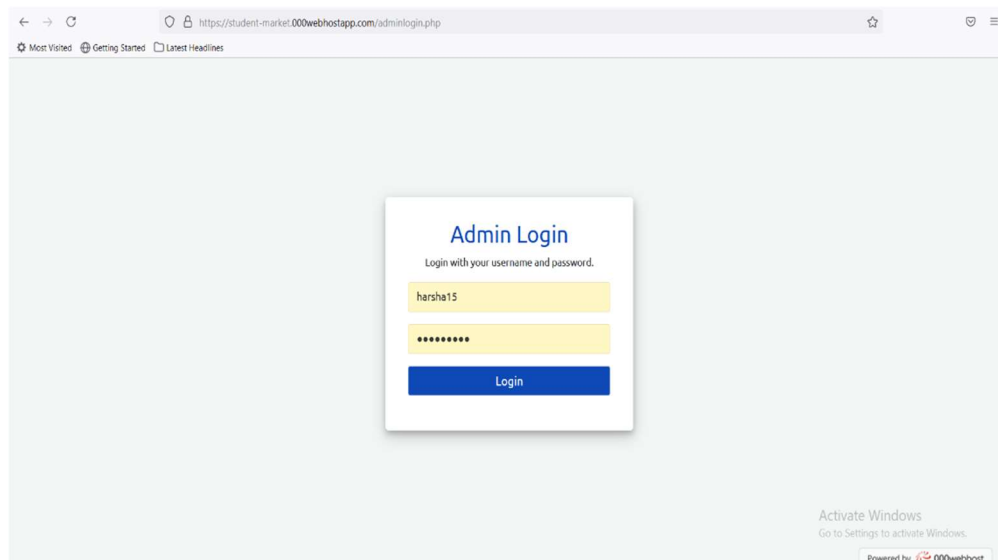 https://student-market.000webhostapp.com/adminlogin.php
Most Visited Getting Started Latest Headlines
Admin Login
Login with your username and password.
harsha15
•••••••••
Login
Activate Windows
Go to Settings to activate Windows.
Powered by 000webhost